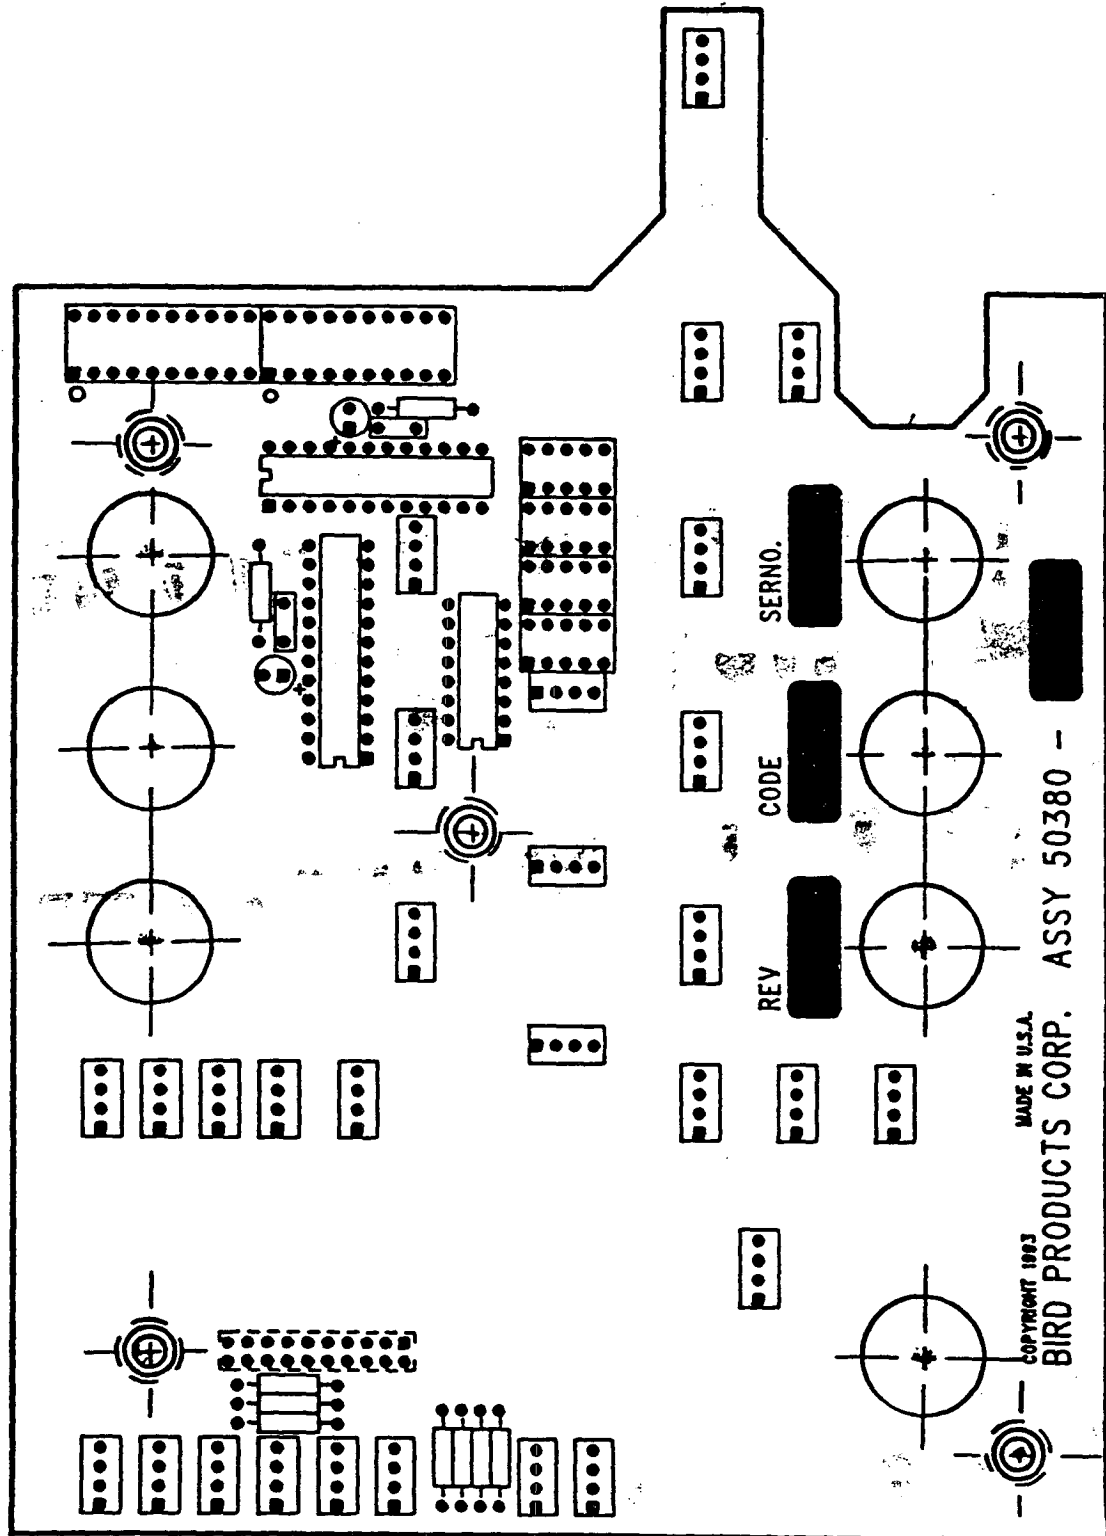 SERNO.
CODE
REV
COPYRIGHT 1993 MADE IN U.S.A.
BIRD PRODUCTS CORP. ASSY 50380 -